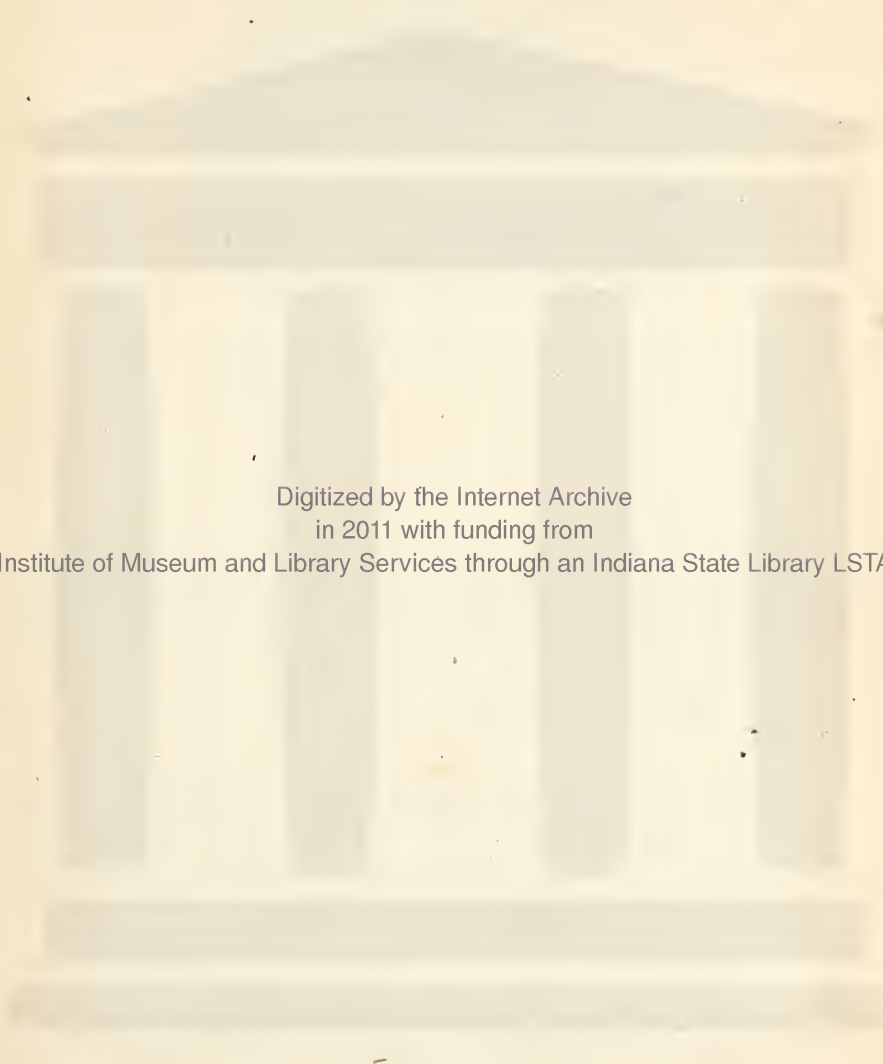 Digitized by the Internet Archive
in 2011 with funding from
Institute of Museum and Library Services through an Indiana State Library LSTA